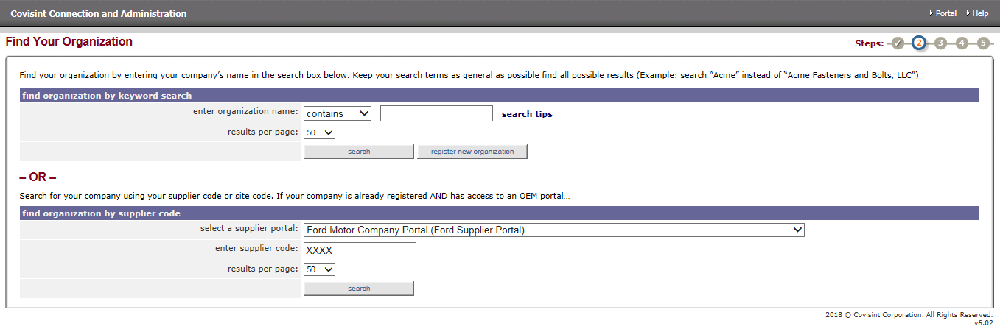 Covisint Connection and Administration
Portal Help
Find Your Organization
Steps: 2 3 4 5
Find your organization by entering your company's name in the search box below. Keep your search terms as general as possible find all possible results (Example: search “Acme” instead of “Acme Fasteners and Bolts, LLC”)
find organization by keyword search
enter organization name: contains search tips
results per page: 50
search register new organization
– OR –
Search for your company using your supplier code or site code. If your company is already registered AND has access to an OEM portal...
find organization by supplier code
select a supplier portal: Ford Motor Company Portal (Ford Supplier Portal)
enter supplier code: XXXX
results per page: 50
search
2018 © Covisint Corporation. All Rights Reserved.
v6.02